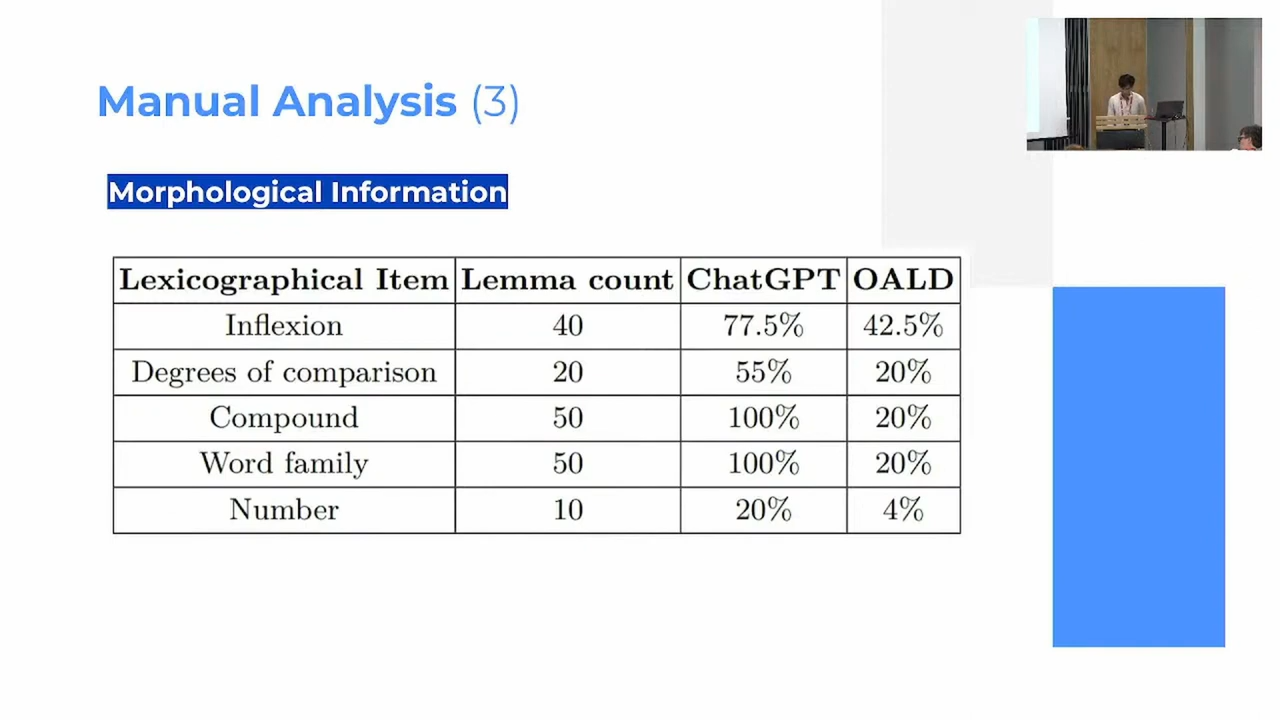 Manual Analysis (3)
Morphological Information
Lexicographical Item Lemma count ChatGPT OALD
Inflexion 40 77.5% 42.5%
Degrees of comparison 20 55% 20%
Compound 50 100% 20%
Word family 50 100% 20%
Number 10 20% 4%